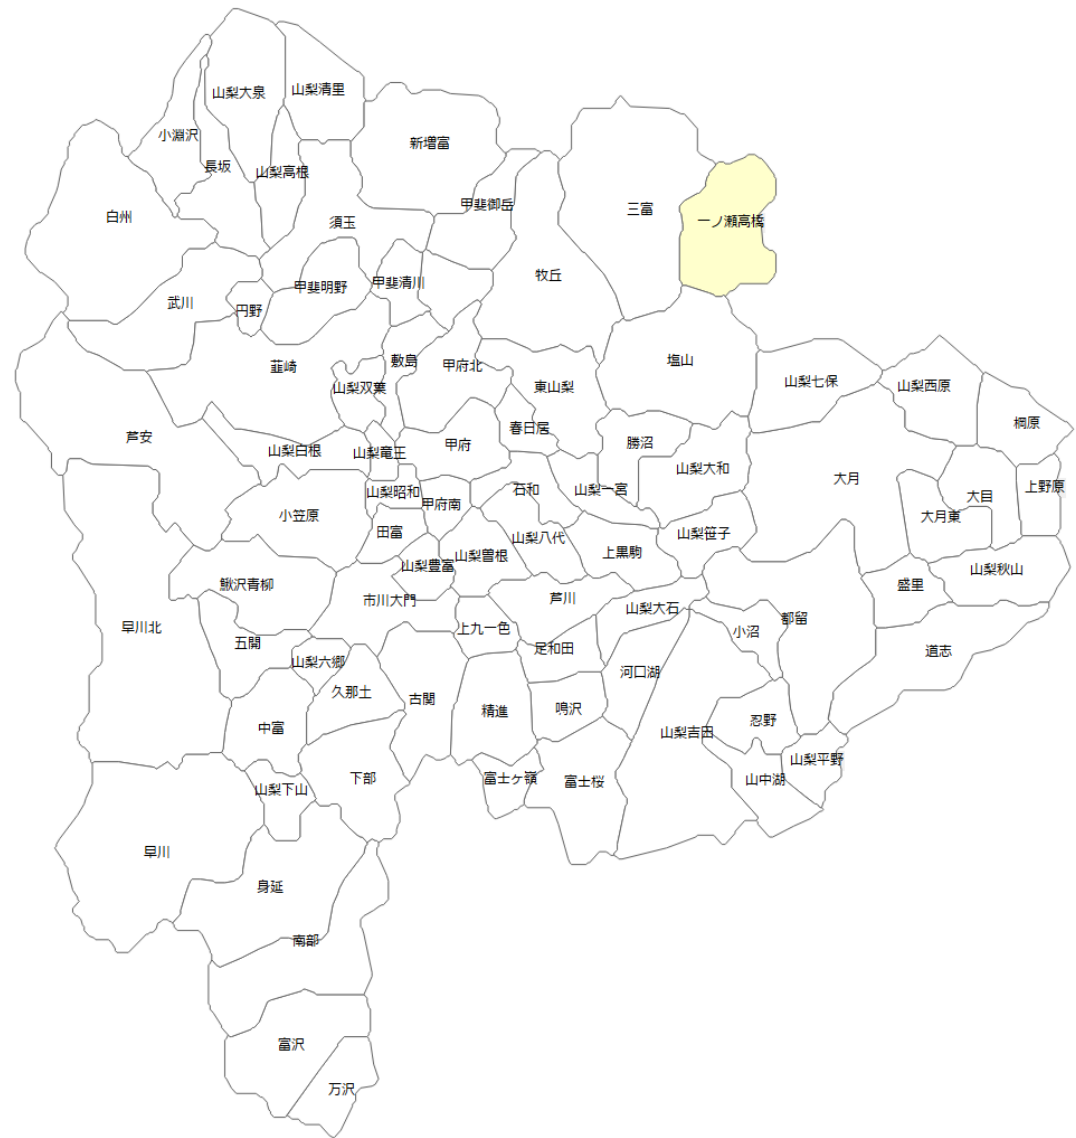 山梨大泉
山梨清里
小淵沢
新増富
長坂
山梨高根
甲斐御岳
三富
白州
須玉
一ノ瀬高橋
牧丘
甲斐清川
甲斐明野
武川
円野
敷島
塩山
韮崎
甲府北
山梨双葉
東山梨
山梨七保
山梨西原
桐原
春日居
芦安
勝沼
甲府
山梨白根
山梨竜王
山梨大和
大月
石和
山梨一宮
山梨昭和
上野原
大目
甲府南
小笠原
大月東
田富
山梨笹子
山梨八代
上黒駒
山梨曽根
山梨豊富
山梨秋山
鰍沢青柳
盛里
市川大門
芦川
山梨大石
都留
早川北
上九一色
小沼
五開
足和田
道志
山梨六郷
河口湖
久那土
古関
精進
鳴沢
忍野
中富
山梨吉田
山梨平野
下部
富士ヶ嶺
富士桜
山中湖
山梨下山
早川
身延
南部
富沢
万沢